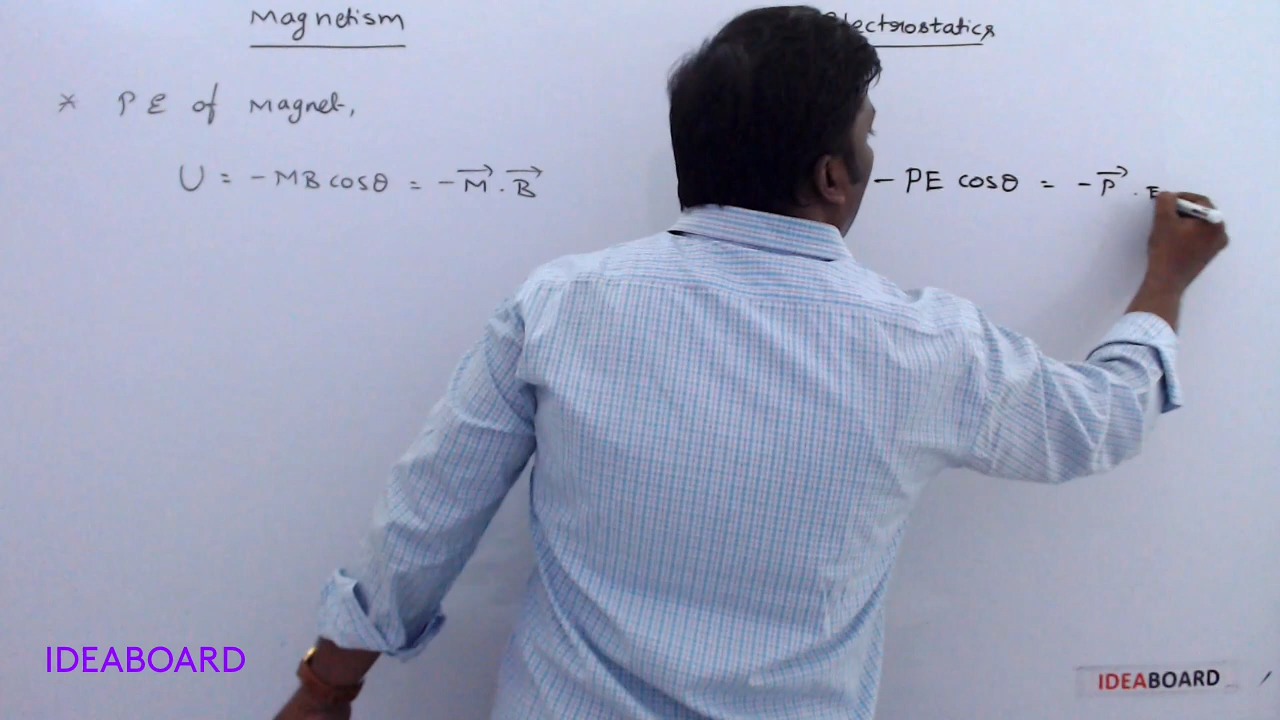 Magnetism
* PE of Magnet,
U = -MB cosθ = -M⃗ . B⃗
Electrostatics
- PE cosθ = - P⃗ . E
IDEABOARD
IDEABOARD